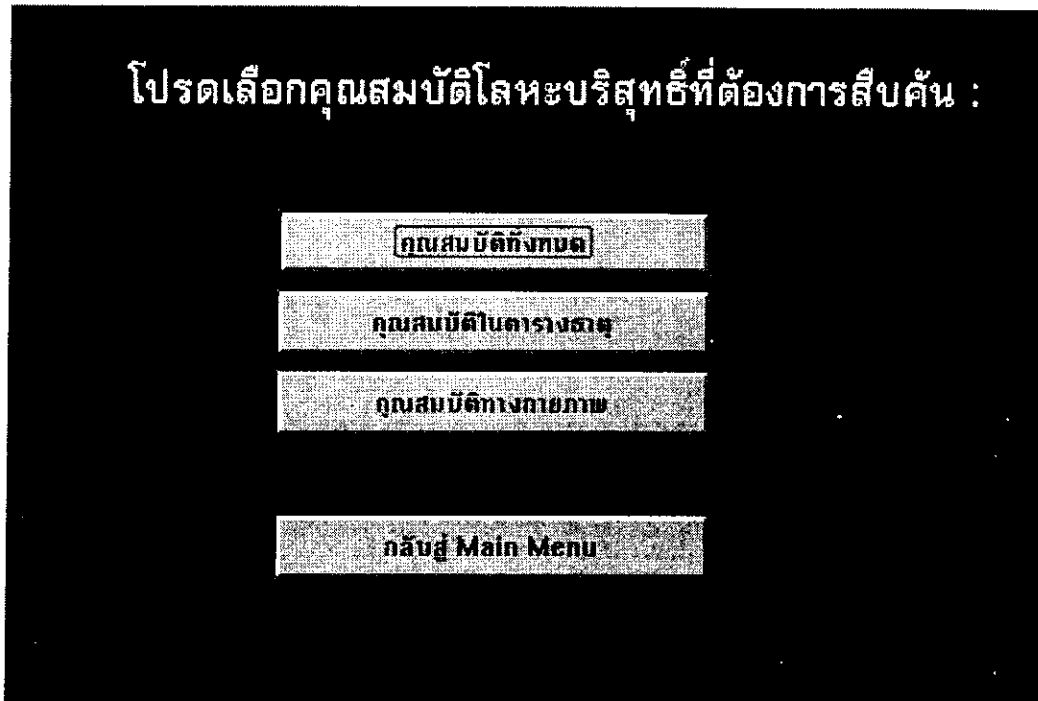 โปรดเลือกคุณสมบัติโลหะบริสุทธิ์ที่ต้องการสืบค้น :
คุณสมบัติทั้งหมด
คุณสมบัติในตารางธาตุ
คุณสมบัติทางกายภาพ
กลับสู่ Main Menu